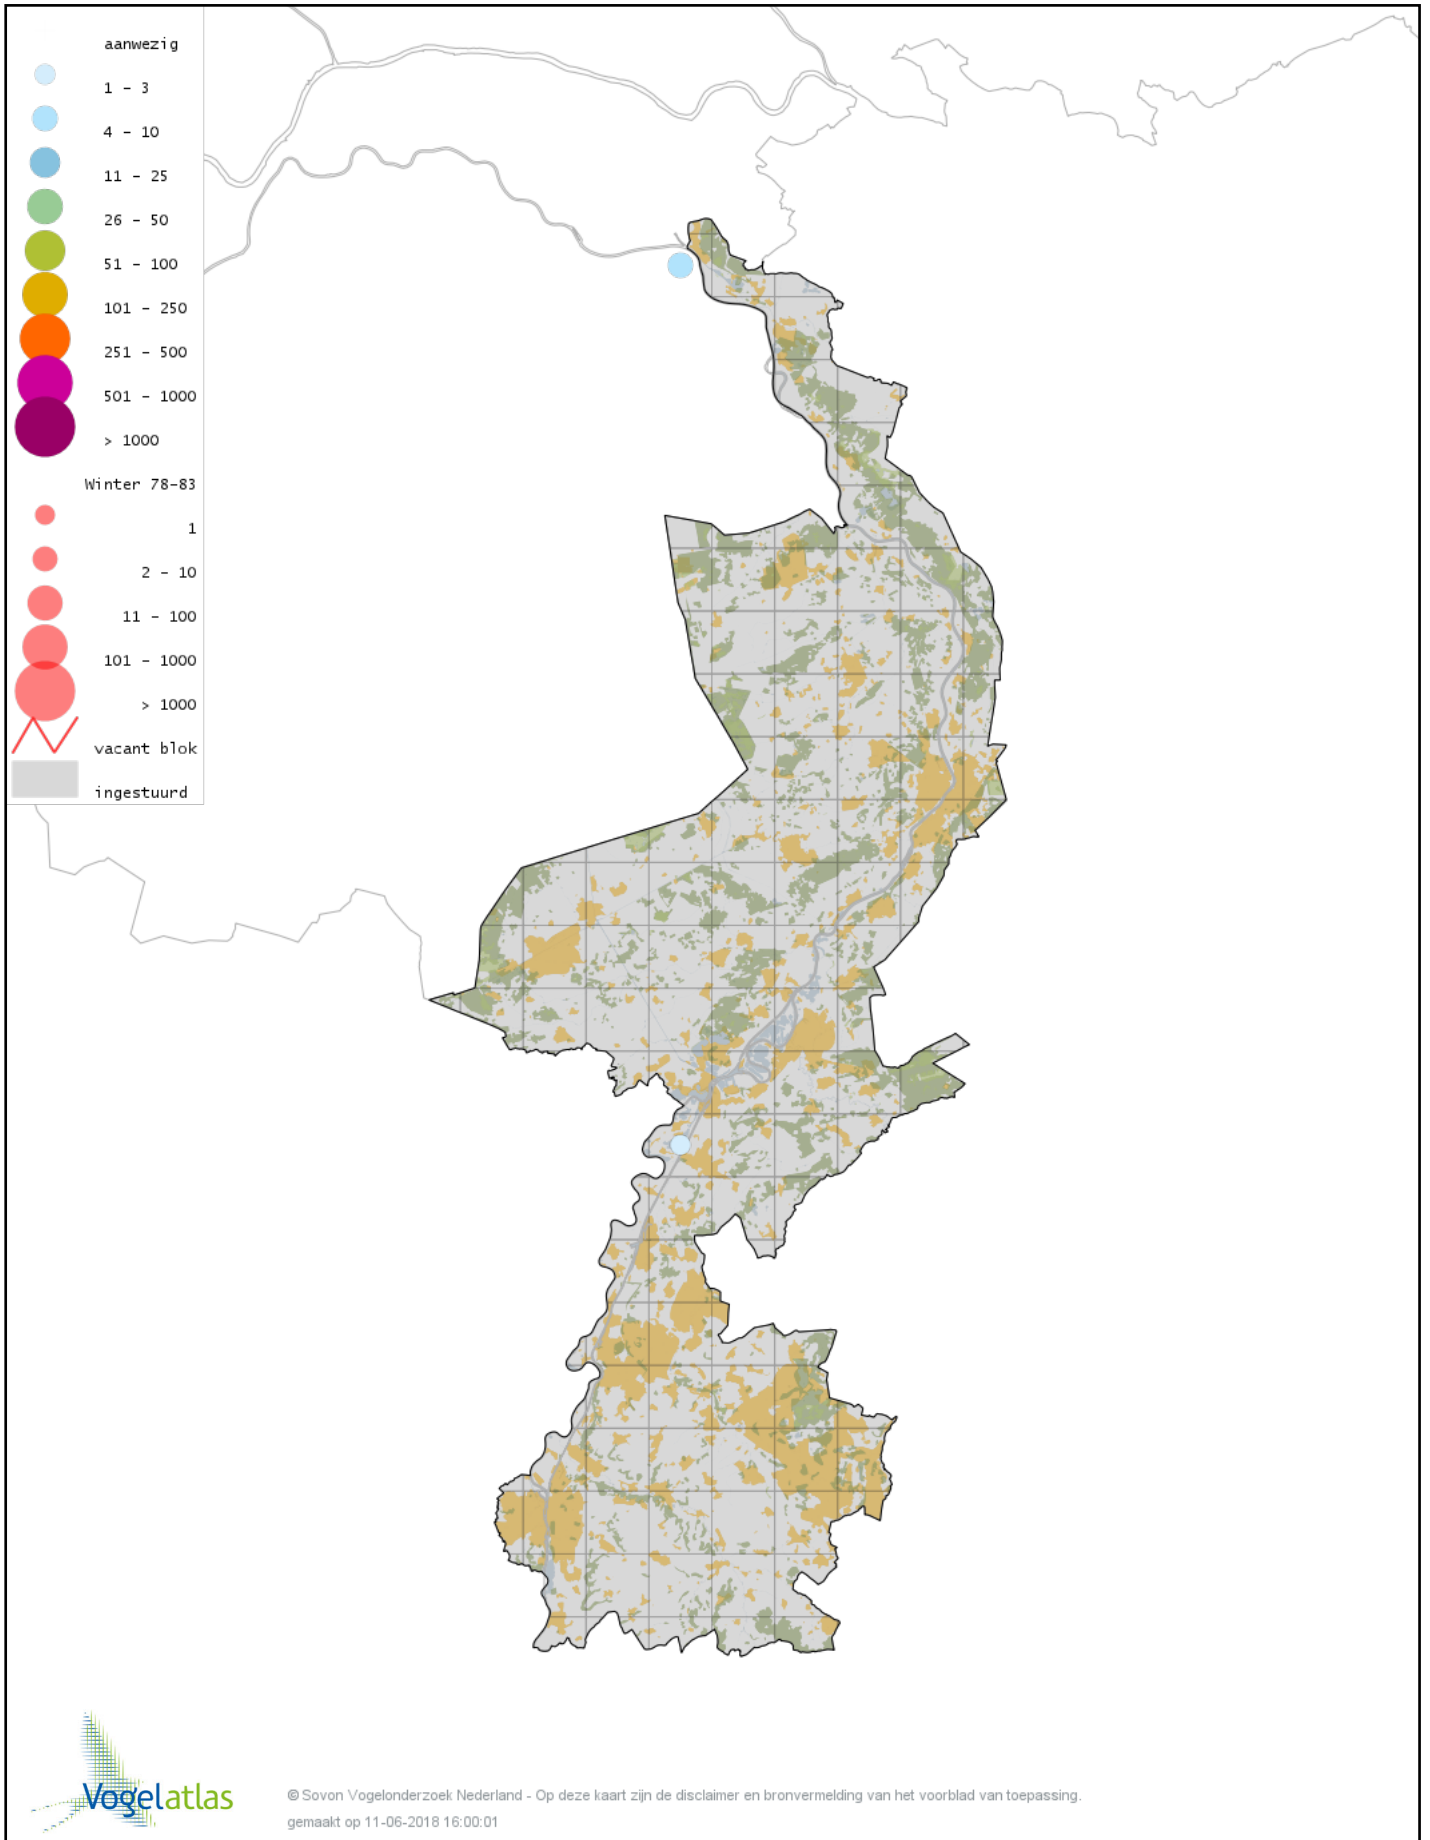 aanwezig
1 - 3
4 - 10
11 - 25
26 - 50
51 - 100
101 - 250
251 - 500
501 - 1000
> 1000
Winter 78-83
1
2 - 10
11 - 100
101 - 1000
> 1000
vacant blok
ingestuurd
Vogelatlas
© Sovon Vogelonderzoek Nederland - Op deze kaart zijn de disclaimer en bronvermelding van het voorblad van toepassing.
gemaakt op 11-06-2018 16:00:01